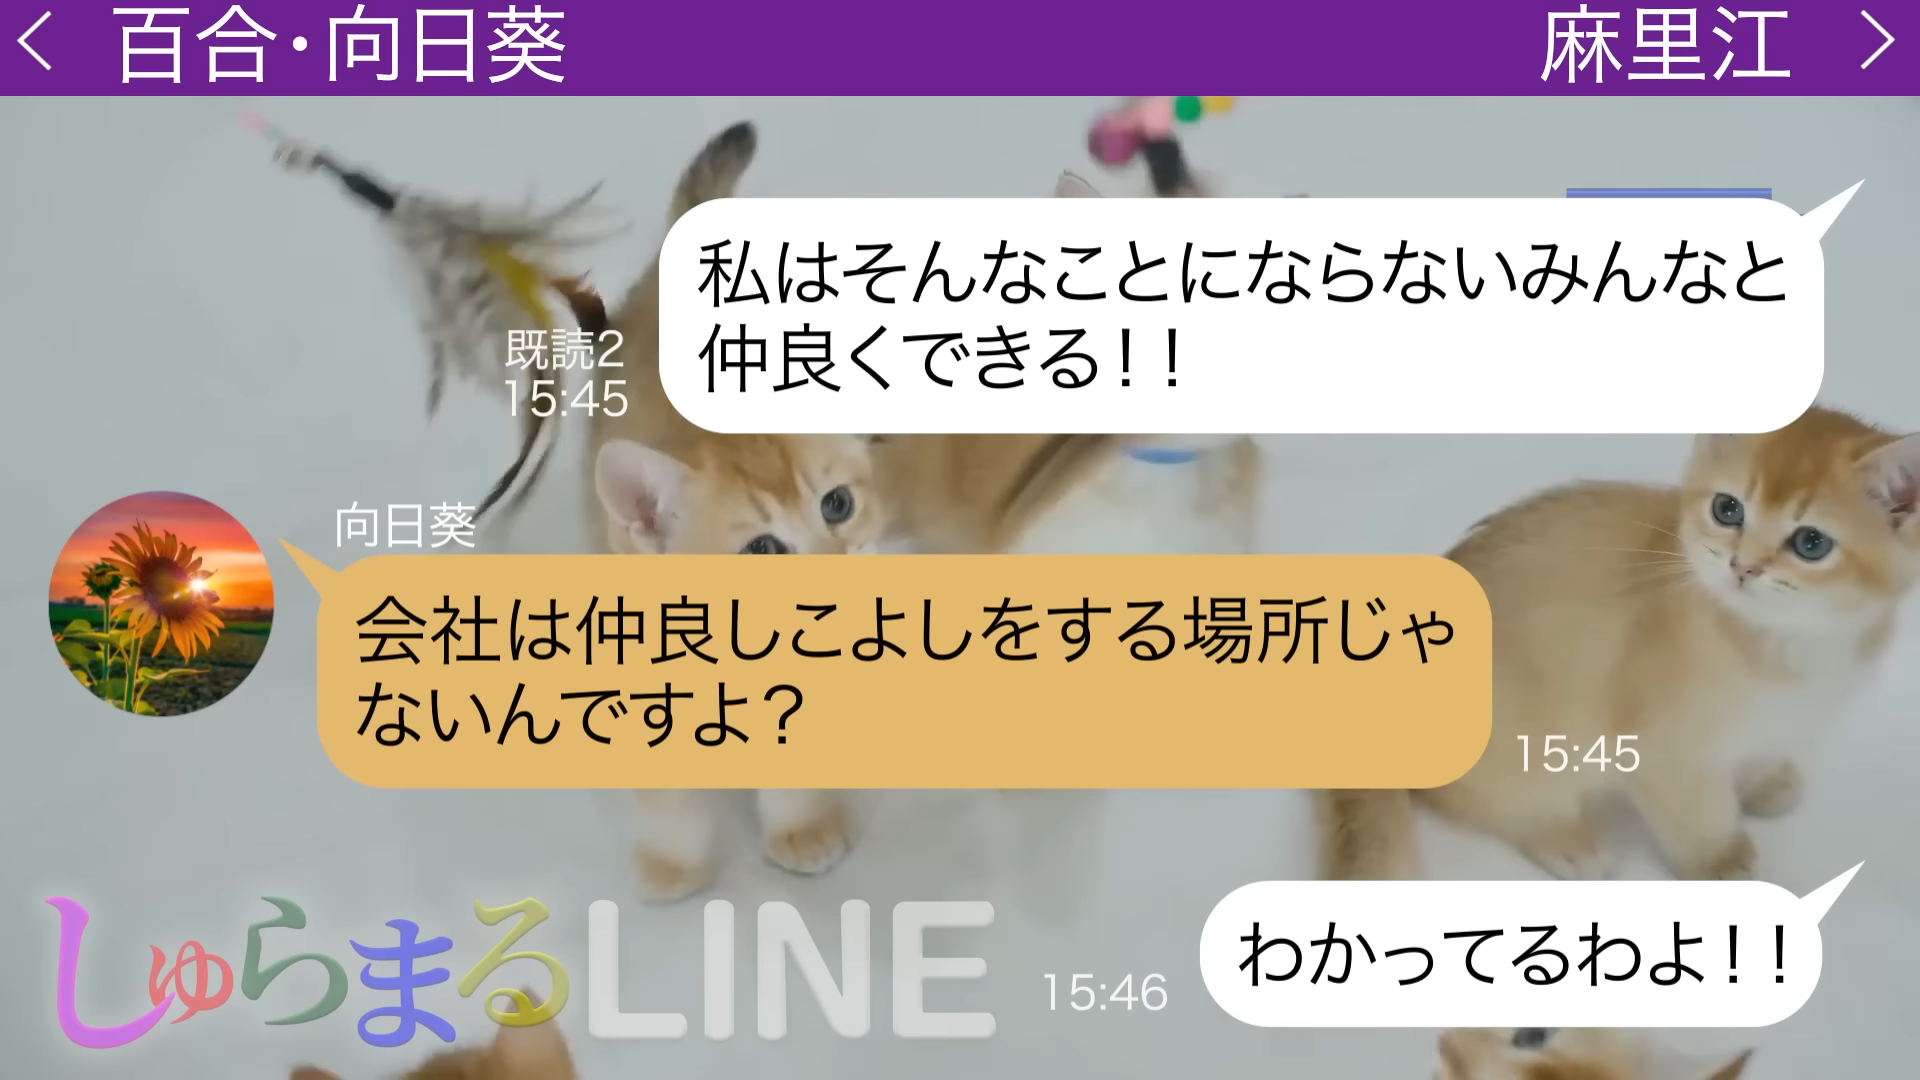 百合・向日葵
麻里江
私はそんなことにならないみんなと
仲良くできる！！
既読2
15:45
向日葵
会社は仲良しこよしをする場所じゃ
ないんですよ？
15:45
わかってるわよ！！
15:46
しゅらまるLINE